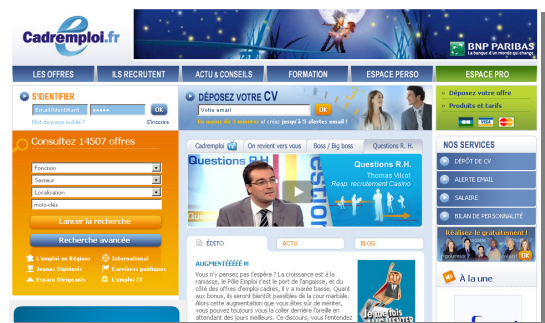 Cadremploi.fr
BNP PARIBAS
La banque d'un monde qui change
LES OFFRES
ILS RECRUTENT
ACTU & CONSEILS
FORMATION
ESPACE PERSO
ESPACE PRO
S'IDENTIFIER
Email/Identifiant
OK
Mot de passe oublié ?
S'inscrire
DÉPOSEZ VOTRE CV
Votre email
OK
En moins de 2 minutes et créez jusqu'à 5 alertes email !
Déposez votre offre
Produits et tarifs
VISA
Consultez 14507 offres
Fonction
Secteur
Localisation
mots-clés
Lancer la recherche
Recherche avancée
L'emploi en Régions
International
Jeunes Diplômés
Carrières publiques
Espace Dirigeants
L'emploi IT
Cadremploi TV
On revient vers vous
Boss / Big boss
Questions R. H.
Questions R.H.
Questions R.H.
Thomas Vilcot
Resp. recrutement Casino
ÉDITO
ACTU
BLOG
AUGMENTÉÉÉÉÉ !!!
Vous n'y pensez pas j'espère ? La croissance est à la
ramasse, le Pôle Emploi c'est le port de l'angoisse, et du
côté des offres d'emploi cadres, il y a marée basse. Quant
aux bonus, ils seront bientôt passibles de la cour martiale.
Alors cette augmentation que vous êtes sûr de mériter,
vous pouvez toujours vous la coller derrière l'oreille en
attendant des jours meilleurs. Ce discours, vous l'entendez
Je me fais
NOS SERVICES
DÉPÔT DE CV
ALERTE EMAIL
SALAIRE
BILAN DE PERSONNALITÉ
Réalisez-le gratuitement !
OK
À la une